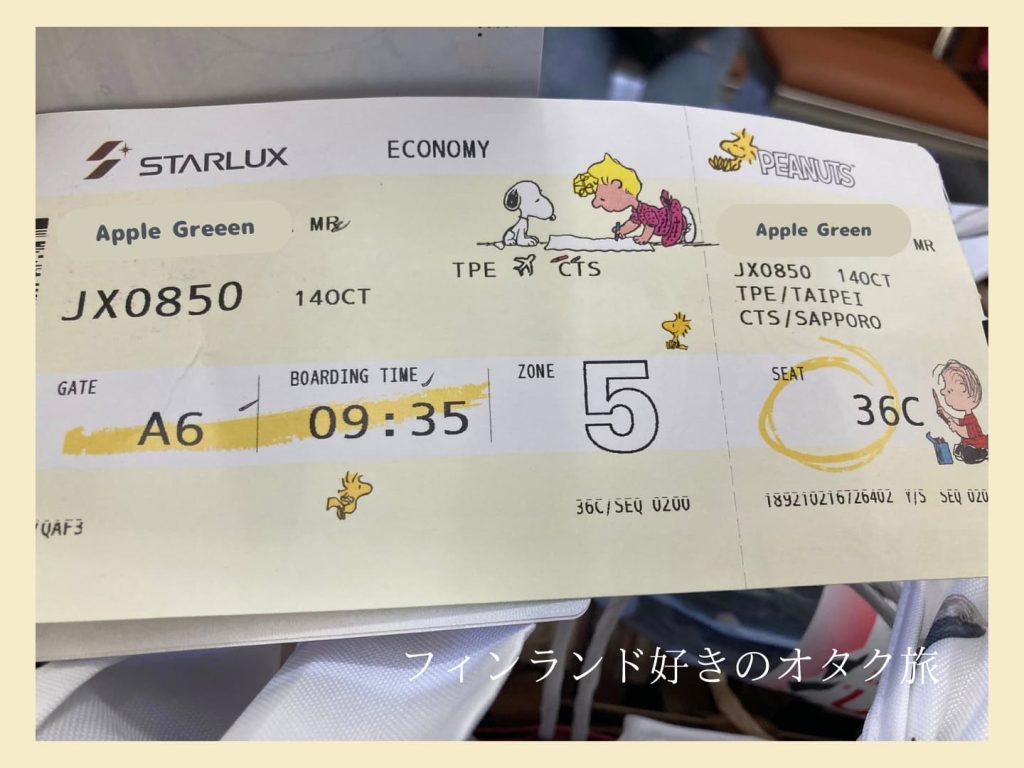 STARLUX
ECONOMY
PEANUTS
Apple Greeen MR
TPE CTS
Apple Green MR
JX0850 14OCT
JX0850 14OCT
TPE/TAIPEI
CTS/SAPPORO
GATE BOARDING TIME ZONE 5 SEAT
A6 09:35 36C
36C/SEQ 0200
189210216726402 Y/S SEQ 020
/QAF3
フィンランド好きのオタク旅